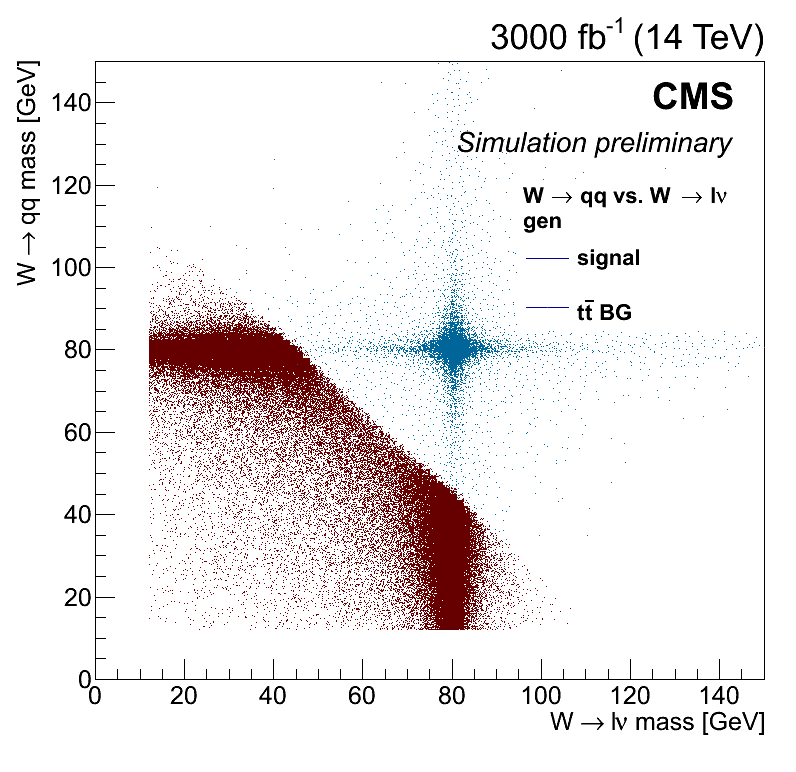 3000 fb-1 (14 TeV)
CMS
Simulation preliminary
W → qq vs. W → lν
gen
signal
tt̄ BG
W → qq mass [GeV]
140
120
100
80
60
40
20
0
0 20 40 60 80 100 120 140
W → lν mass [GeV]